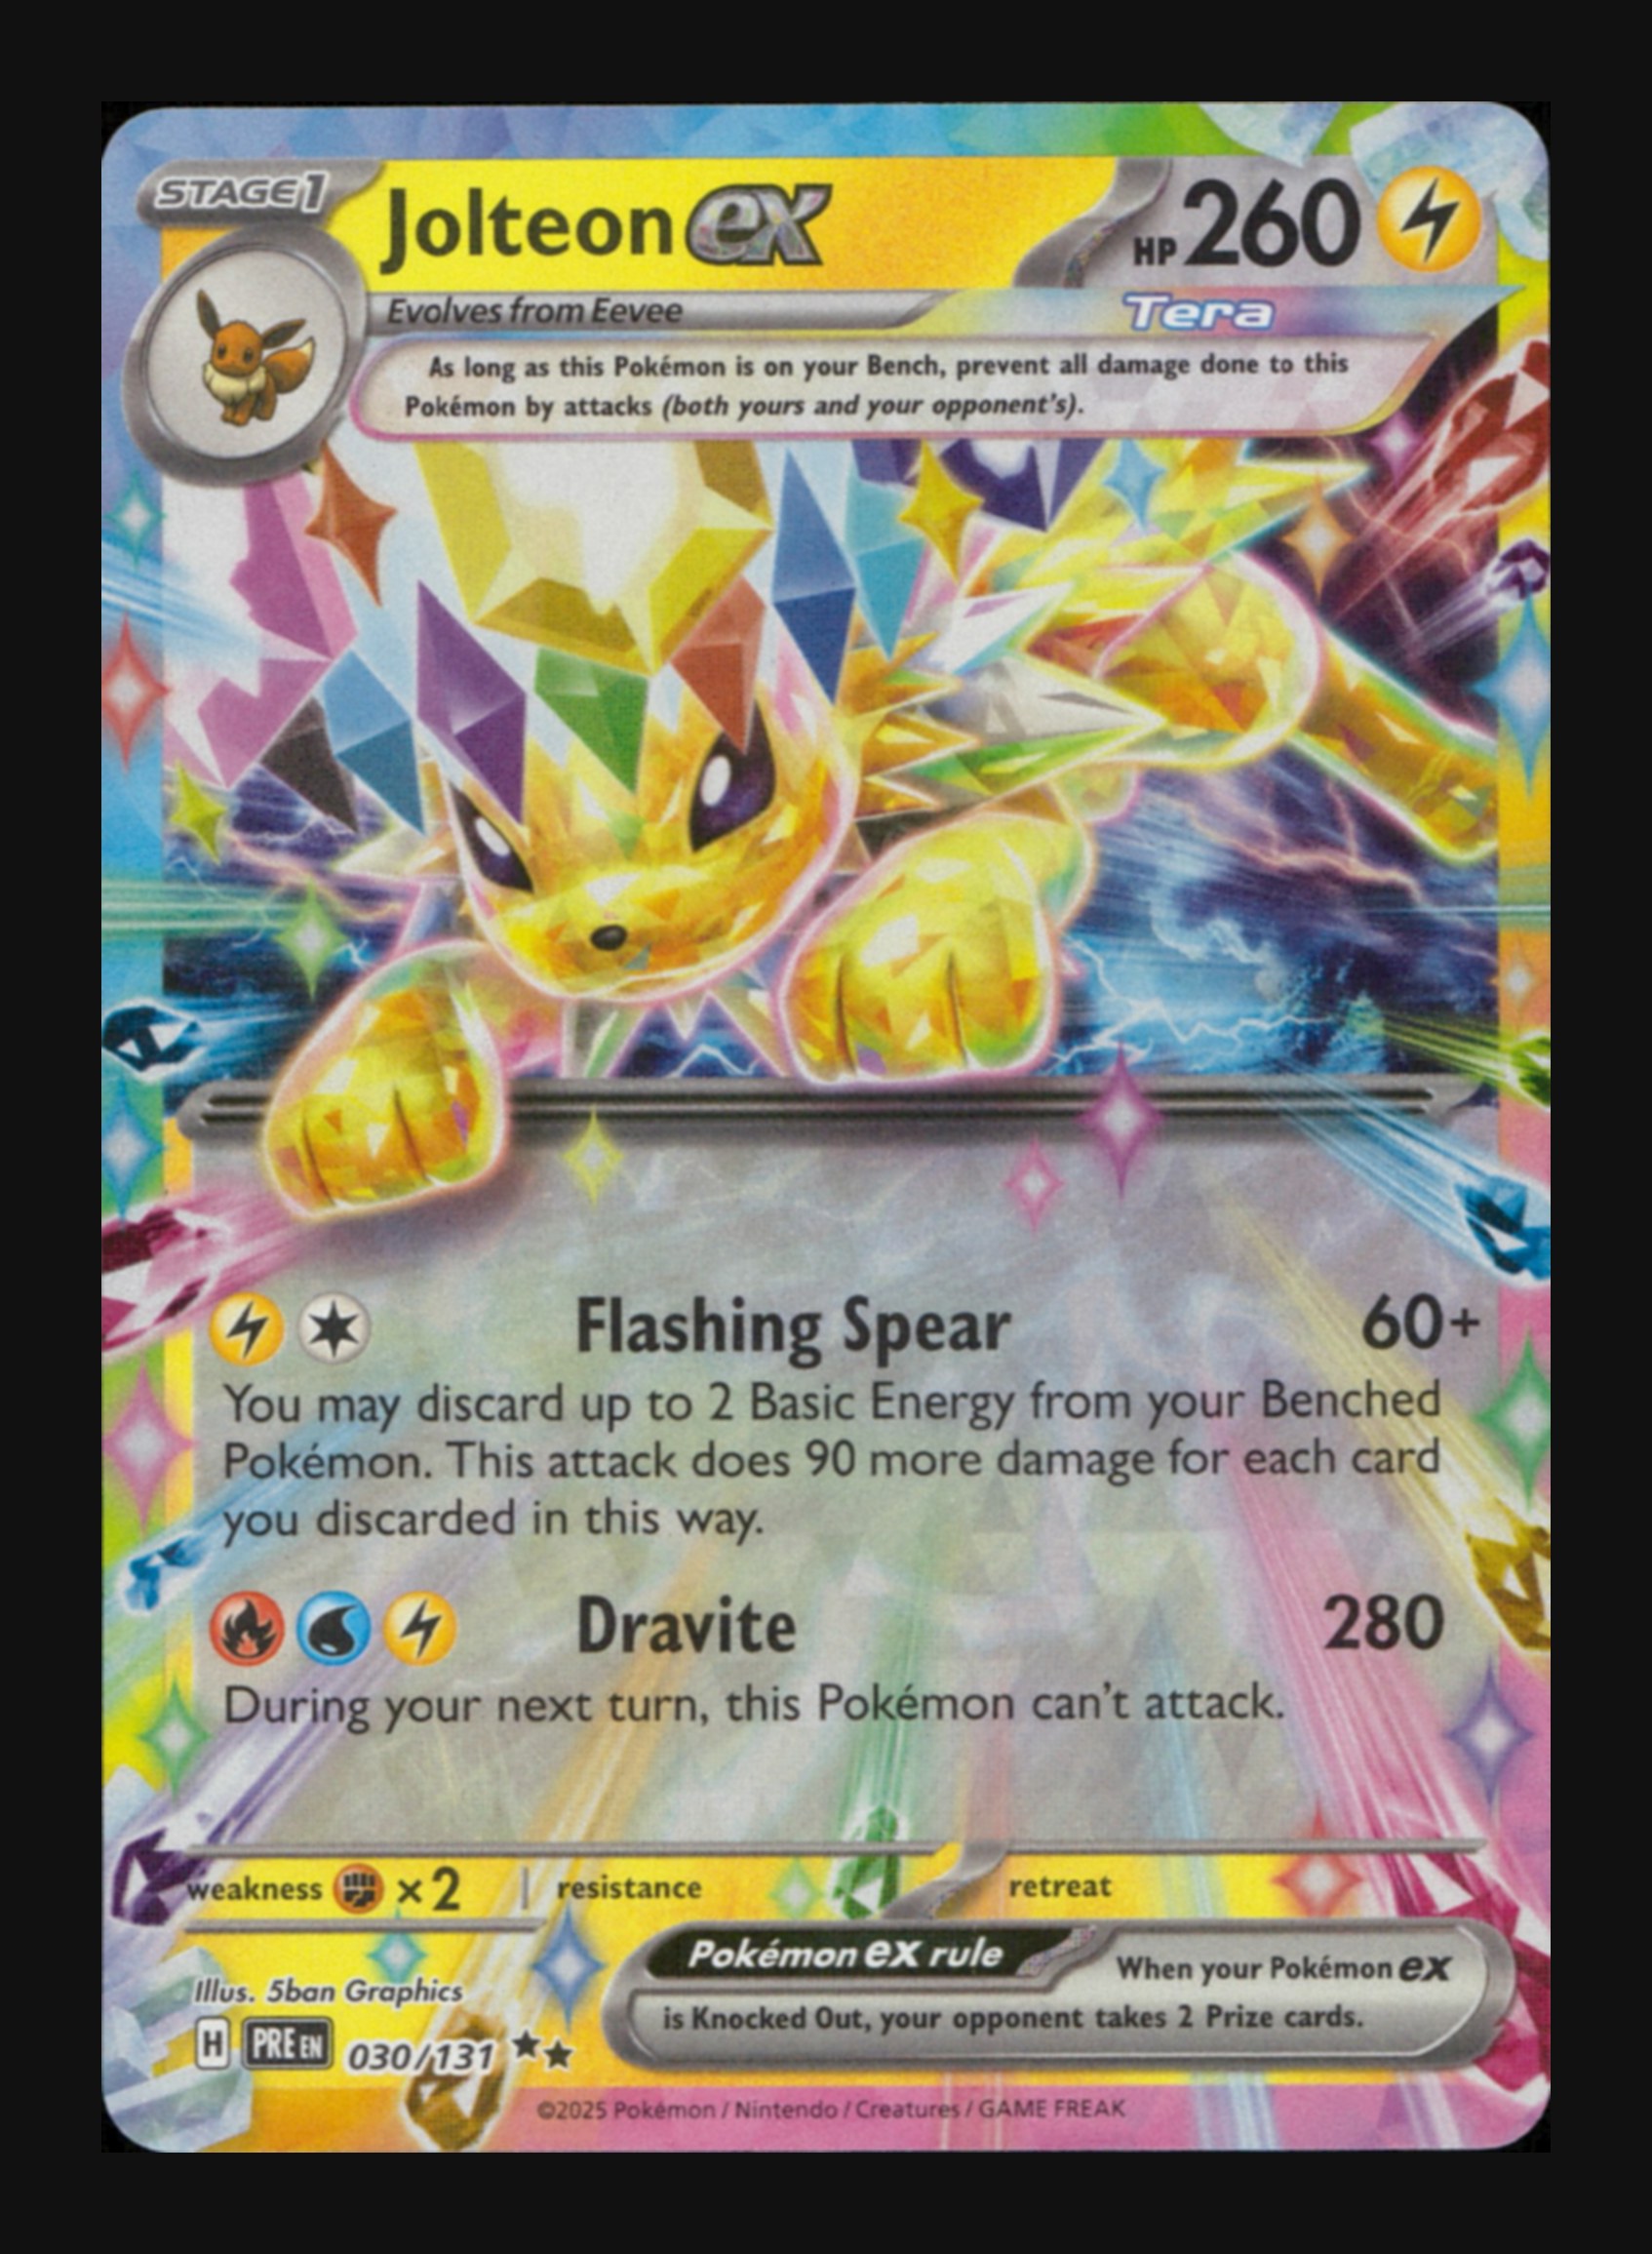 STAGE1
Jolteon ex
HP 260
Evolves from Eevee
Tera
As long as this Pokémon is on your Bench, prevent all damage done to this
Pokémon by attacks (both yours and your opponent's).
Flashing Spear 60+
You may discard up to 2 Basic Energy from your Benched
Pokémon. This attack does 90 more damage for each card
you discarded in this way.
Dravite 280
During your next turn, this Pokémon can't attack.
weakness ×2 | resistance retreat
Pokémon ex rule When your Pokémon ex
is Knocked Out, your opponent takes 2 Prize cards.
Illus. 5ban Graphics
H PRE EN 030/131 ★★
©2025 Pokémon / Nintendo / Creatures / GAME FREAK